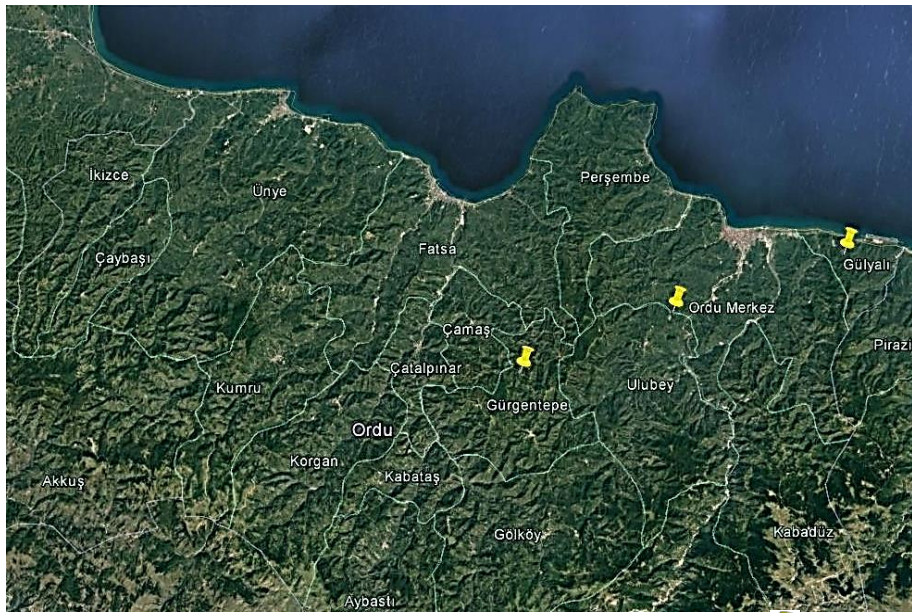 Perşembe
İkizce
Ünye
Fatsa
Çaybaşı
Gülyalı
Ordu Merkez
Çamaş
Pirazi
Çatalpınar
Kumru
Ulubey
Gürgentepe
Ordu
Korgan
Kabataş
Akkuş
Gölköy
Kabadüz
Aybastı